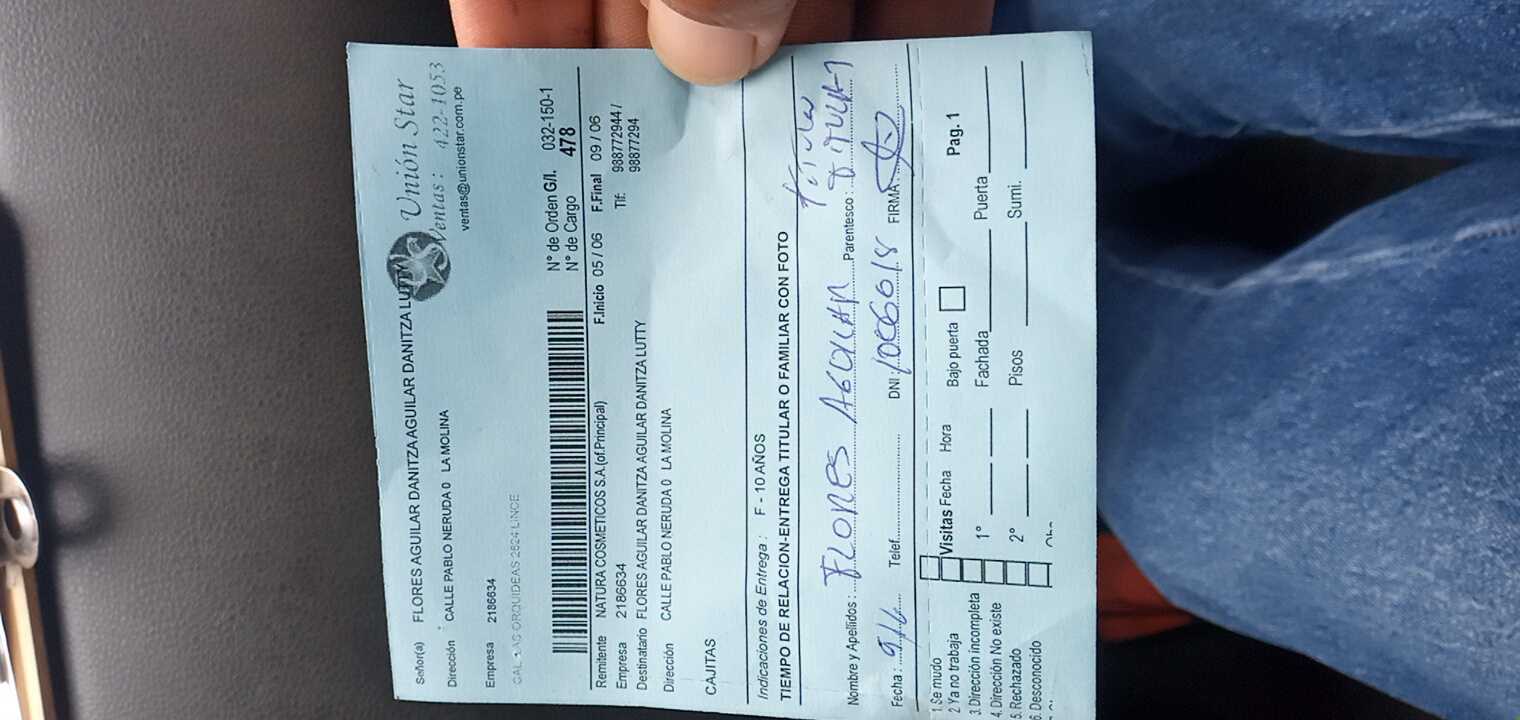 Señor(a) FLORES AGUILAR DANITZA AGUILAR DANITZA LUTTY
Unión Star
Ventas: 422-1053
ventas@unionstar.com.pe
Dirección CALLE PABLO NERUDA 0 LA MOLINA
Empresa 2186634
ORQUIDEAS 2624 LINCE
N° de Orden G/I. 032-150-1
N° de Cargo 478
Remitente NATURA COSMETICOS S.A.(of.Principal) F.Inicio 05 / 06 F.Final 09 / 06
Empresa 2186634 Tlf: 988772944 /
98877294
Destinatario FLORES AGUILAR DANITZA AGUILAR DANITZA LUTTY
Dirección CALLE PABLO NERUDA 0 LA MOLINA
CAJITAS
Indicaciones de Entrega : F - 10 AÑOS
TIEMPO DE RELACION-ENTREGA TITULAR O FAMILIAR CON FOTO
Nombre y Apellidos : FLORES AGUILAR Parentesco :
Fecha : 9/6 Telef. DNI : 10066618 FIRMA :
1. Se mudo
2. Ya no trabaja
3. Dirección incompleta
4. Dirección No existe
5. Rechazado
6. Desconocido
Visitas Fecha Hora Bajo puerta Pag. 1
1° Fachada Puerta
2° Pisos Sumi.